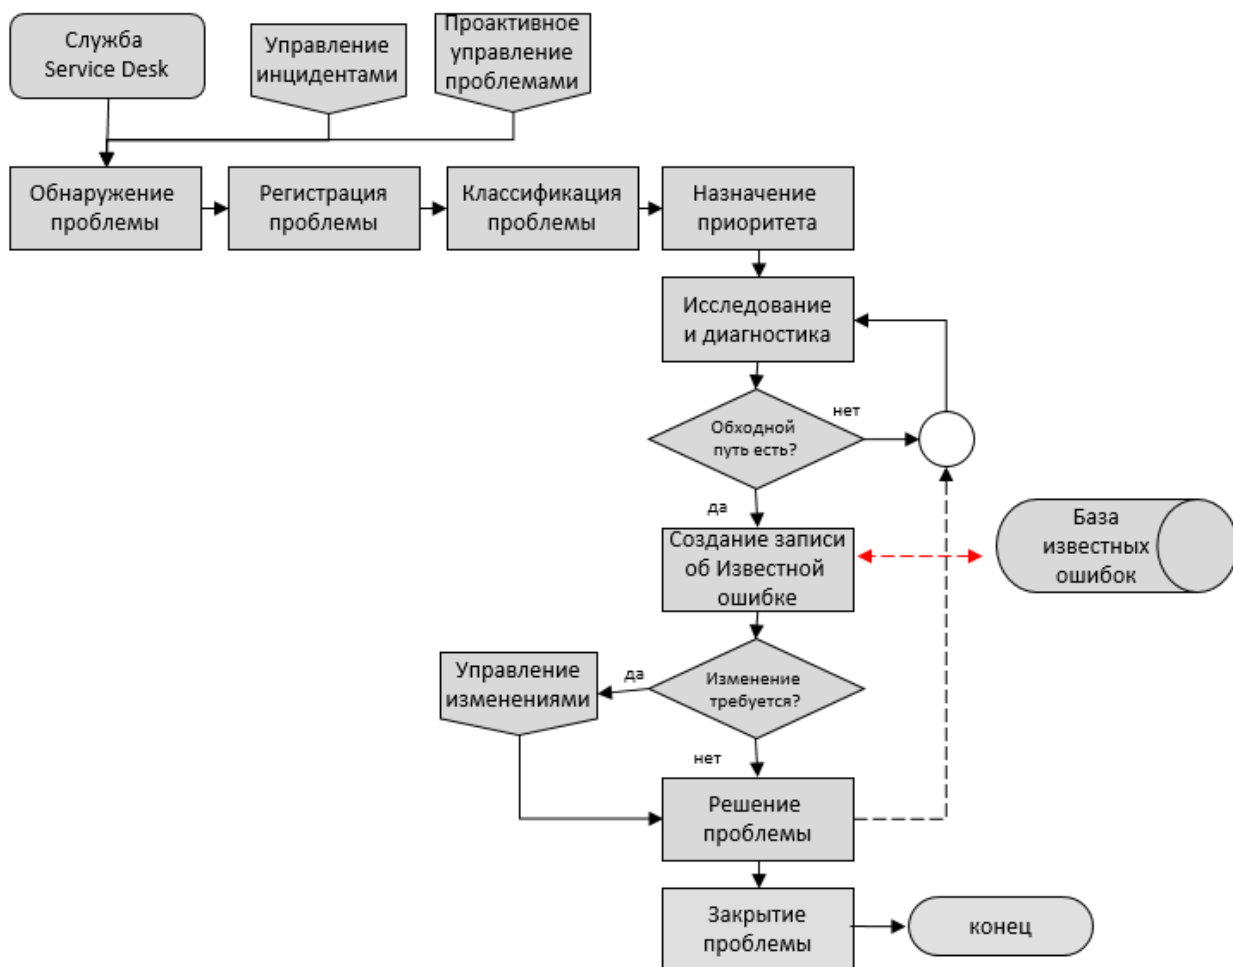 Служба
Service Desk
Управление
инцидентами
Проактивное
управление
проблемами
Обнаружение
проблемы
Регистрация
проблемы
Классификация
проблемы
Назначение
приоритета
Исследование
и диагностика
Обходной
путь есть?
нет
да
Создание записи
об Известной
ошибке
База
известных
ошибок
Управление
изменениями
да
Изменение
требуется?
нет
Решение
проблемы
Закрытие
проблемы
конец